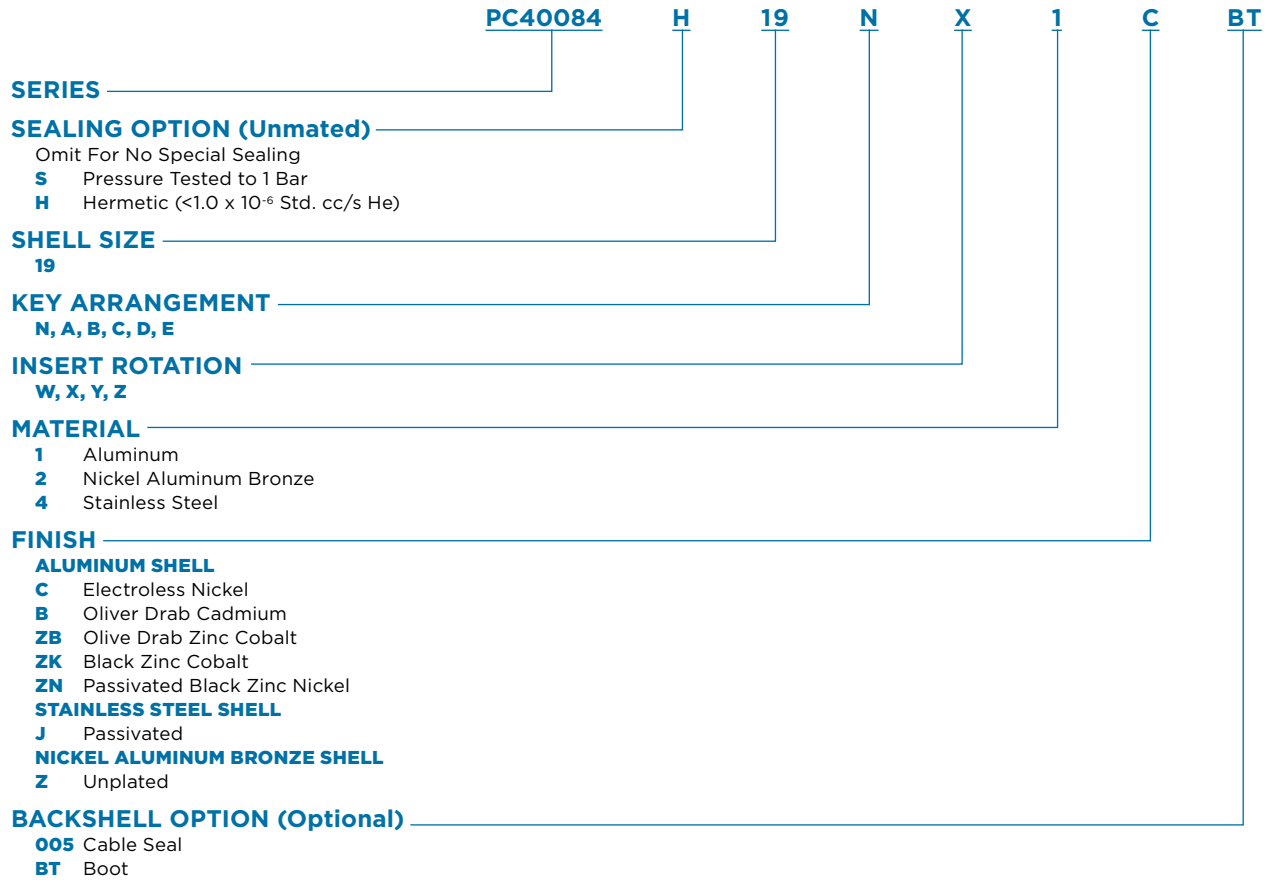 PC40084 H 19 N X 1 C BT
SERIES
SEALING OPTION (Unmated)
Omit For No Special Sealing
S Pressure Tested to 1 Bar
H Hermetic (<1.0 x 10⁻⁶ Std. cc/s He)
SHELL SIZE
19
KEY ARRANGEMENT
N, A, B, C, D, E
INSERT ROTATION
W, X, Y, Z
MATERIAL
1 Aluminum
2 Nickel Aluminum Bronze
4 Stainless Steel
FINISH
ALUMINUM SHELL
C Electroless Nickel
B Oliver Drab Cadmium
ZB Olive Drab Zinc Cobalt
ZK Black Zinc Cobalt
ZN Passivated Black Zinc Nickel
STAINLESS STEEL SHELL
J Passivated
NICKEL ALUMINUM BRONZE SHELL
Z Unplated
BACKSHELL OPTION (Optional)
005 Cable Seal
BT Boot